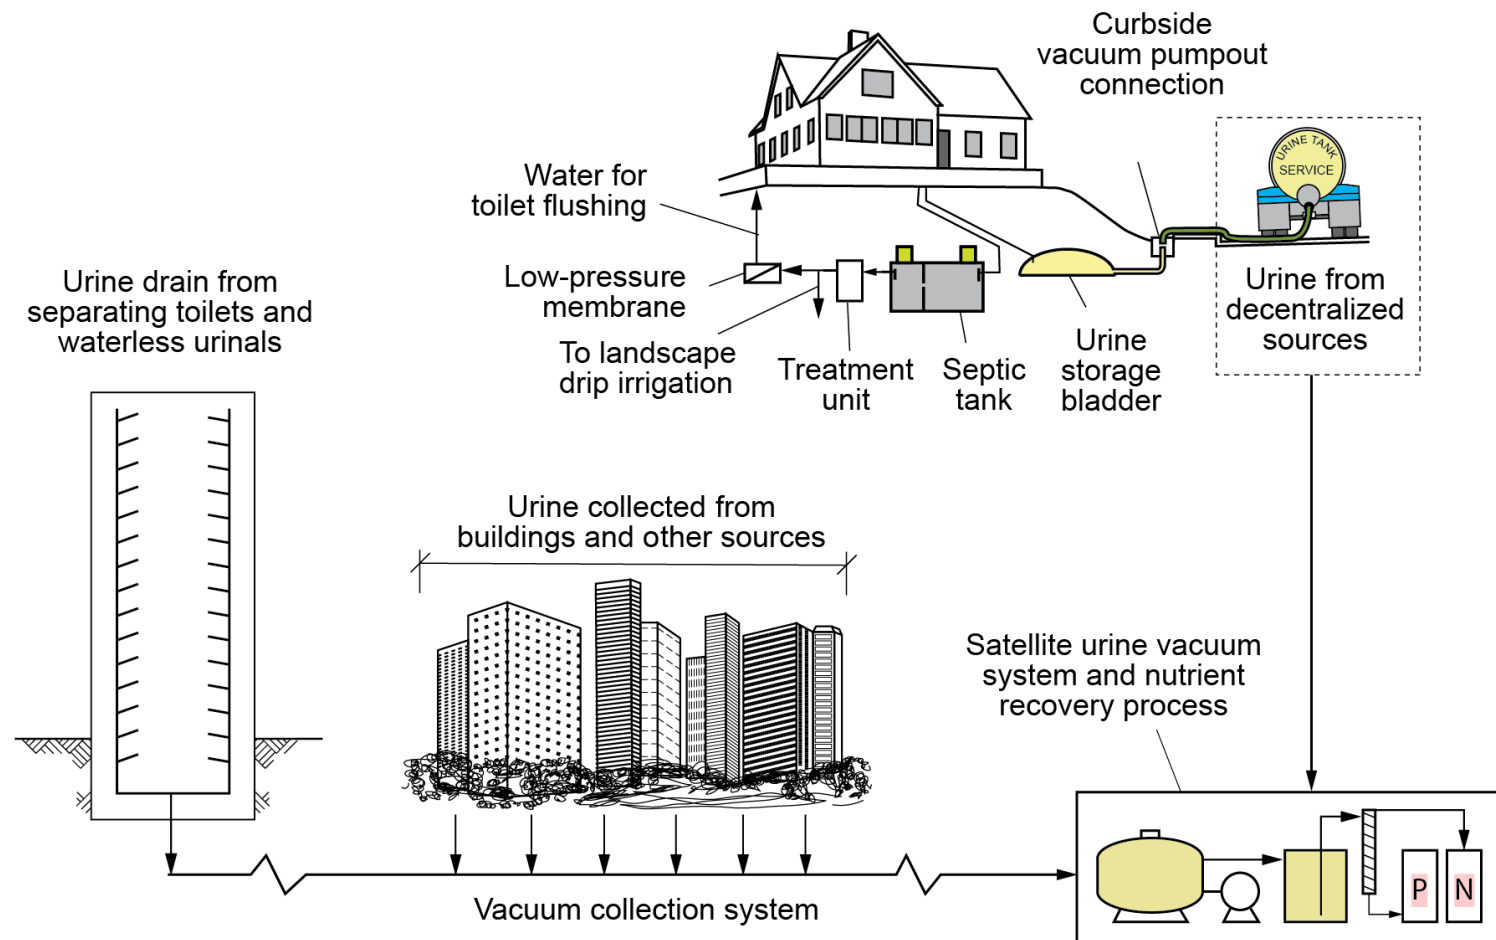 Curbside
vacuum pumpout
connection
URINE TANK
SERVICE
Water for
toilet flushing
Low-pressure
membrane
To landscape
drip irrigation
Treatment
unit
Septic
tank
Urine
storage
bladder
Urine from
decentralized
sources
Urine drain from
separating toilets and
waterless urinals
Urine collected from
buildings and other sources
Satellite urine vacuum
system and nutrient
recovery process
P
N
Vacuum collection system